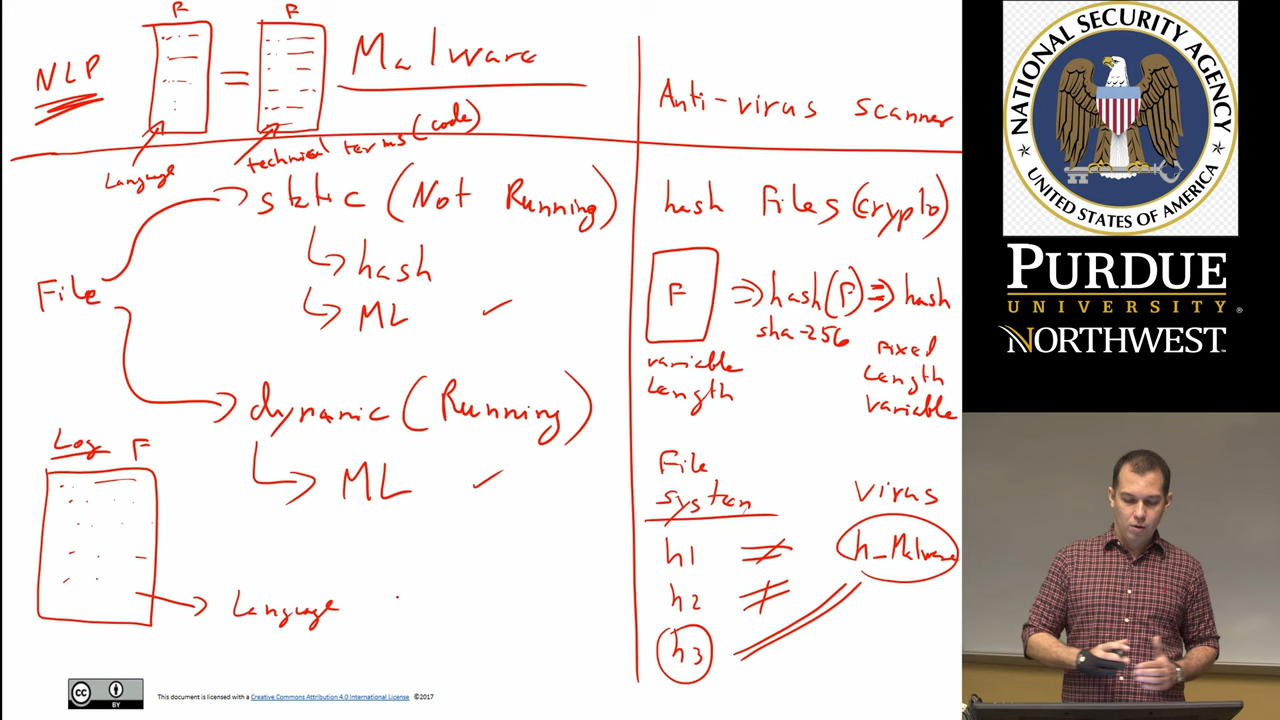 F
F
NLP
=
Malware
Language
technical terms (code)
Anti-virus scanner
File
static (Not Running)
hash
ML
dynamic (Running)
ML
Log F
Language
hash Files (crypto)
F ⇒ hash(F) ⇒ hash
sha-256
variable
Length
Fixed
Length
variable
File
system
Virus
h1 ≠
h_Malware
h2 ≠
h3
cc
BY
This document is licensed with a Creative Commons Attribution 4.0 International License ©2017
NATIONAL SECURITY AGENCY
UNITED STATES OF AMERICA
PURDUE
UNIVERSITY®
NORTHWEST™